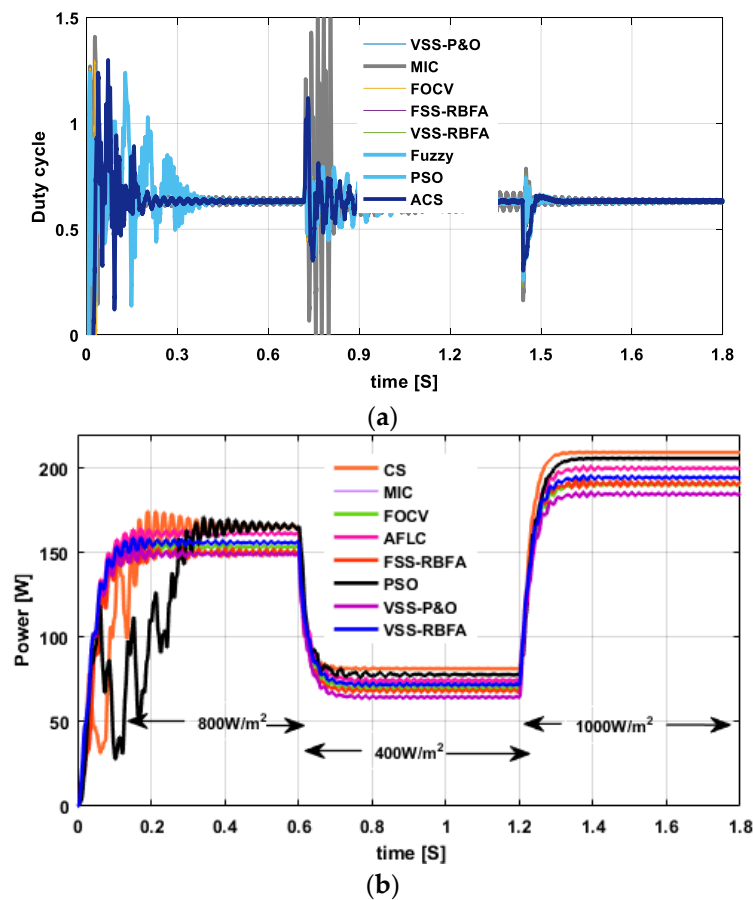 1.5
1
0.5
0
Duty cycle
VSS-P&O
MIC
FOCV
FSS-RBFA
VSS-RBFA
Fuzzy
PSO
ACS
0 0.3 0.6 0.9 1.2 1.5 1.6 1.8
time [S]
(a)
200
150
100
50
0
Power [W]
CS
MIC
FOCV
AFLC
FSS-RBFA
PSO
VSS-P&O
VSS-RBFA
800W/m²
400W/m²
1000W/m²
0 0.2 0.4 0.6 0.8 1 1.2 1.4 1.6 1.8
time [S]
(b)